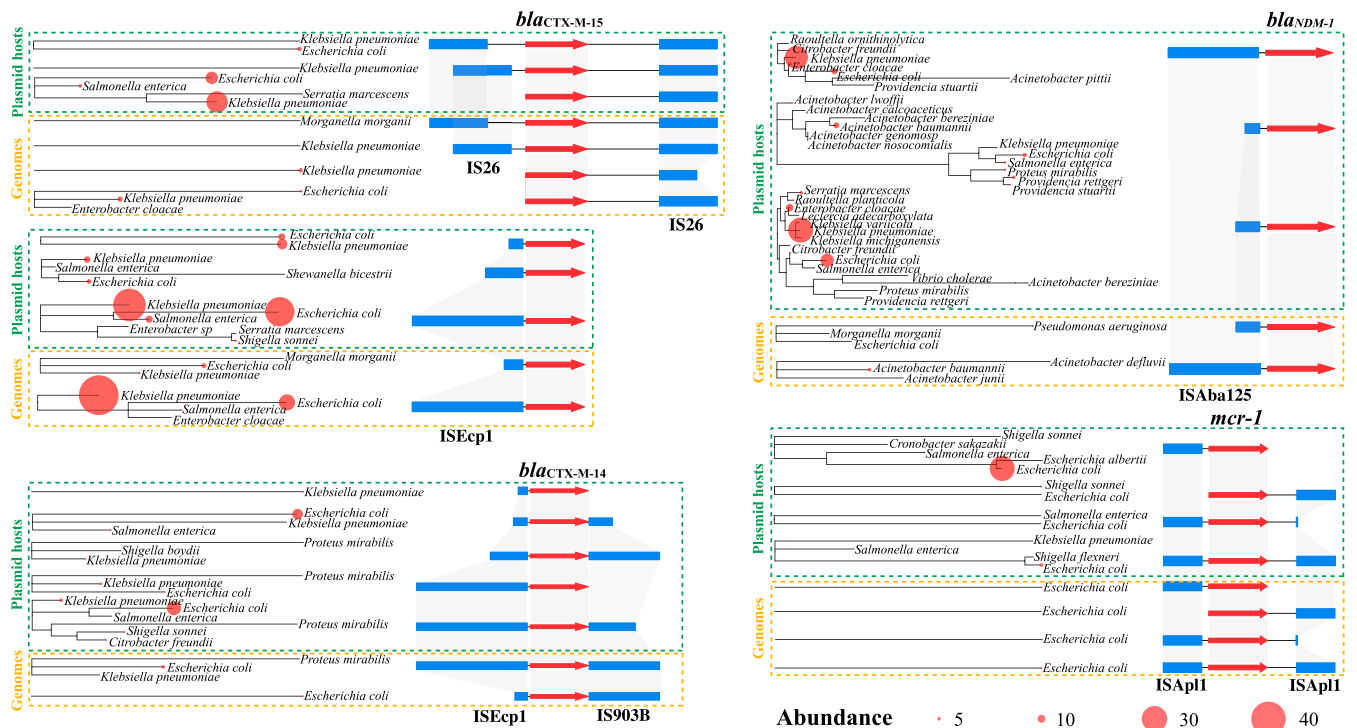 blaCTX-M-15
Plasmid hosts
Klebsiella pneumoniae
Escherichia coli
Klebsiella pneumoniae
Escherichia coli
Salmonella enterica
Serratia marcescens
Klebsiella pneumoniae
Genomes
Morganella morganii
Klebsiella pneumoniae
IS26
Klebsiella pneumoniae
Escherichia coli
Klebsiella pneumoniae
Enterobacter cloacae
IS26
Plasmid hosts
Escherichia coli
Klebsiella pneumoniae
Klebsiella pneumoniae
Salmonella enterica
Shewanella bicestrii
Escherichia coli
Klebsiella pneumoniae
Escherichia coli
Salmonella enterica
Enterobacter sp
Serratia marcescens
Shigella sonnei
Genomes
Morganella morganii
Escherichia coli
Klebsiella pneumoniae
Klebsiella pneumoniae
Escherichia coli
Salmonella enterica
Enterobacter cloacae
ISEcp1
blaCTX-M-14
Plasmid hosts
Klebsiella pneumoniae
Escherichia coli
Klebsiella pneumoniae
Salmonella enterica
Proteus mirabilis
Shigella boydii
Klebsiella pneumoniae
Proteus mirabilis
Klebsiella pneumoniae
Escherichia coli
Klebsiella pneumoniae
Escherichia coli
Salmonella enterica
Proteus mirabilis
Shigella sonnei
Citrobacter freundii
Genomes
Proteus mirabilis
Escherichia coli
Klebsiella pneumoniae
Escherichia coli
ISEcp1
IS903B
blaNDM-1
Plasmid hosts
Raoultella ornithinolytica
Citrobacter freundii
Klebsiella pneumoniae
Enterobacter cloacae
Escherichia coli
Acinetobacter pittii
Providencia stuartii
Acinetobacter lwoffii
Acinetobacter calcoaceticus
Acinetobacter bereziniae
Acinetobacter baumannii
Acinetobacter genomosp
Acinetobacter nosocomialis
Klebsiella pneumoniae
Escherichia coli
Salmonella enterica
Proteus mirabilis
Providencia rettgeri
Providencia stuartii
Serratia marcescens
Raoultella planticola
Enterobacter cloacae
Leclercia adecarboxylata
Klebsiella variicola
Klebsiella pneumoniae
Klebsiella michiganensis
Citrobacter freundii
Escherichia coli
Salmonella enterica
Vibrio cholerae
Acinetobacter bereziniae
Proteus mirabilis
Providencia rettgeri
Genomes
Pseudomonas aeruginosa
Morganella morganii
Escherichia coli
Acinetobacter defluvii
Acinetobacter baumannii
Acinetobacter junii
ISAba125
mcr-1
Plasmid hosts
Shigella sonnei
Cronobacter sakazakii
Salmonella enterica
Escherichia albertii
Escherichia coli
Shigella sonnei
Escherichia coli
Salmonella enterica
Escherichia coli
Klebsiella pneumoniae
Salmonella enterica
Shigella flexneri
Escherichia coli
Genomes
Escherichia coli
Escherichia coli
Escherichia coli
Escherichia coli
ISApl1
ISApl1
Abundance 5 10 30 40